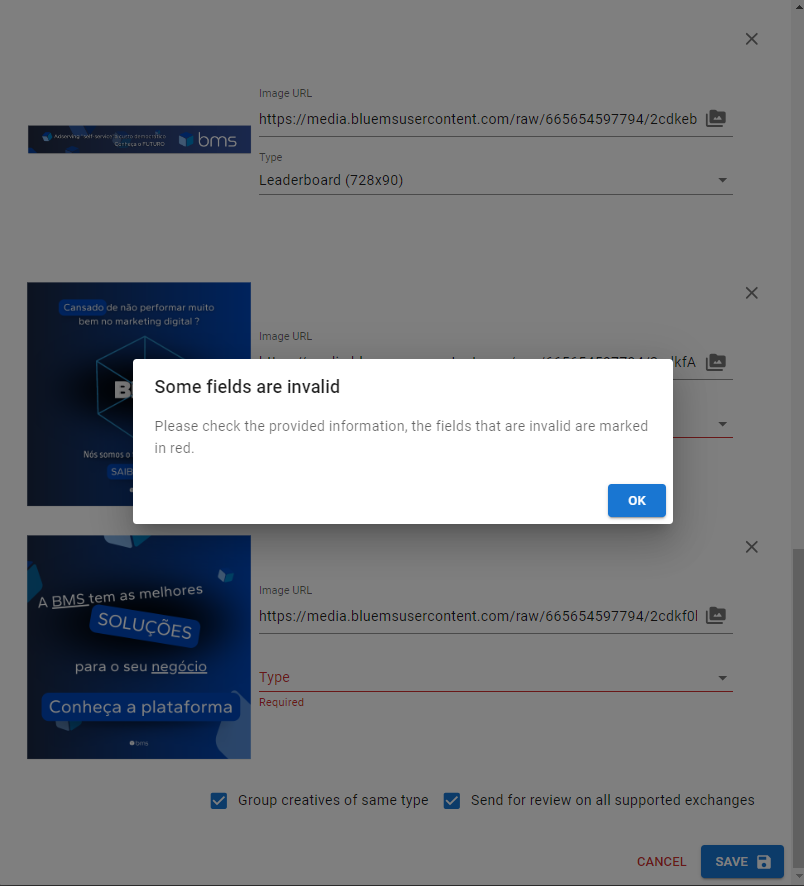 Image URL
https://media.bluemsusercontent.com/raw/665654597794/2cdkeb
Conheça o FUTURO
bms
Type
Leaderboard (728x90)
Cansado de não performar muito
bem no marketing digital ?
Image URL
Nós somos o
SAIB
Some fields are invalid
Please check the provided information, the fields that are invalid are marked
in red.
OK
A BMS tem as melhores
SOLUÇÕES
para o seu negócio
Conheça a plataforma
bms
Image URL
https://media.bluemsusercontent.com/raw/665654597794/2cdkf0l
Type
Required
Group creatives of same type
Send for review on all supported exchanges
CANCEL
SAVE